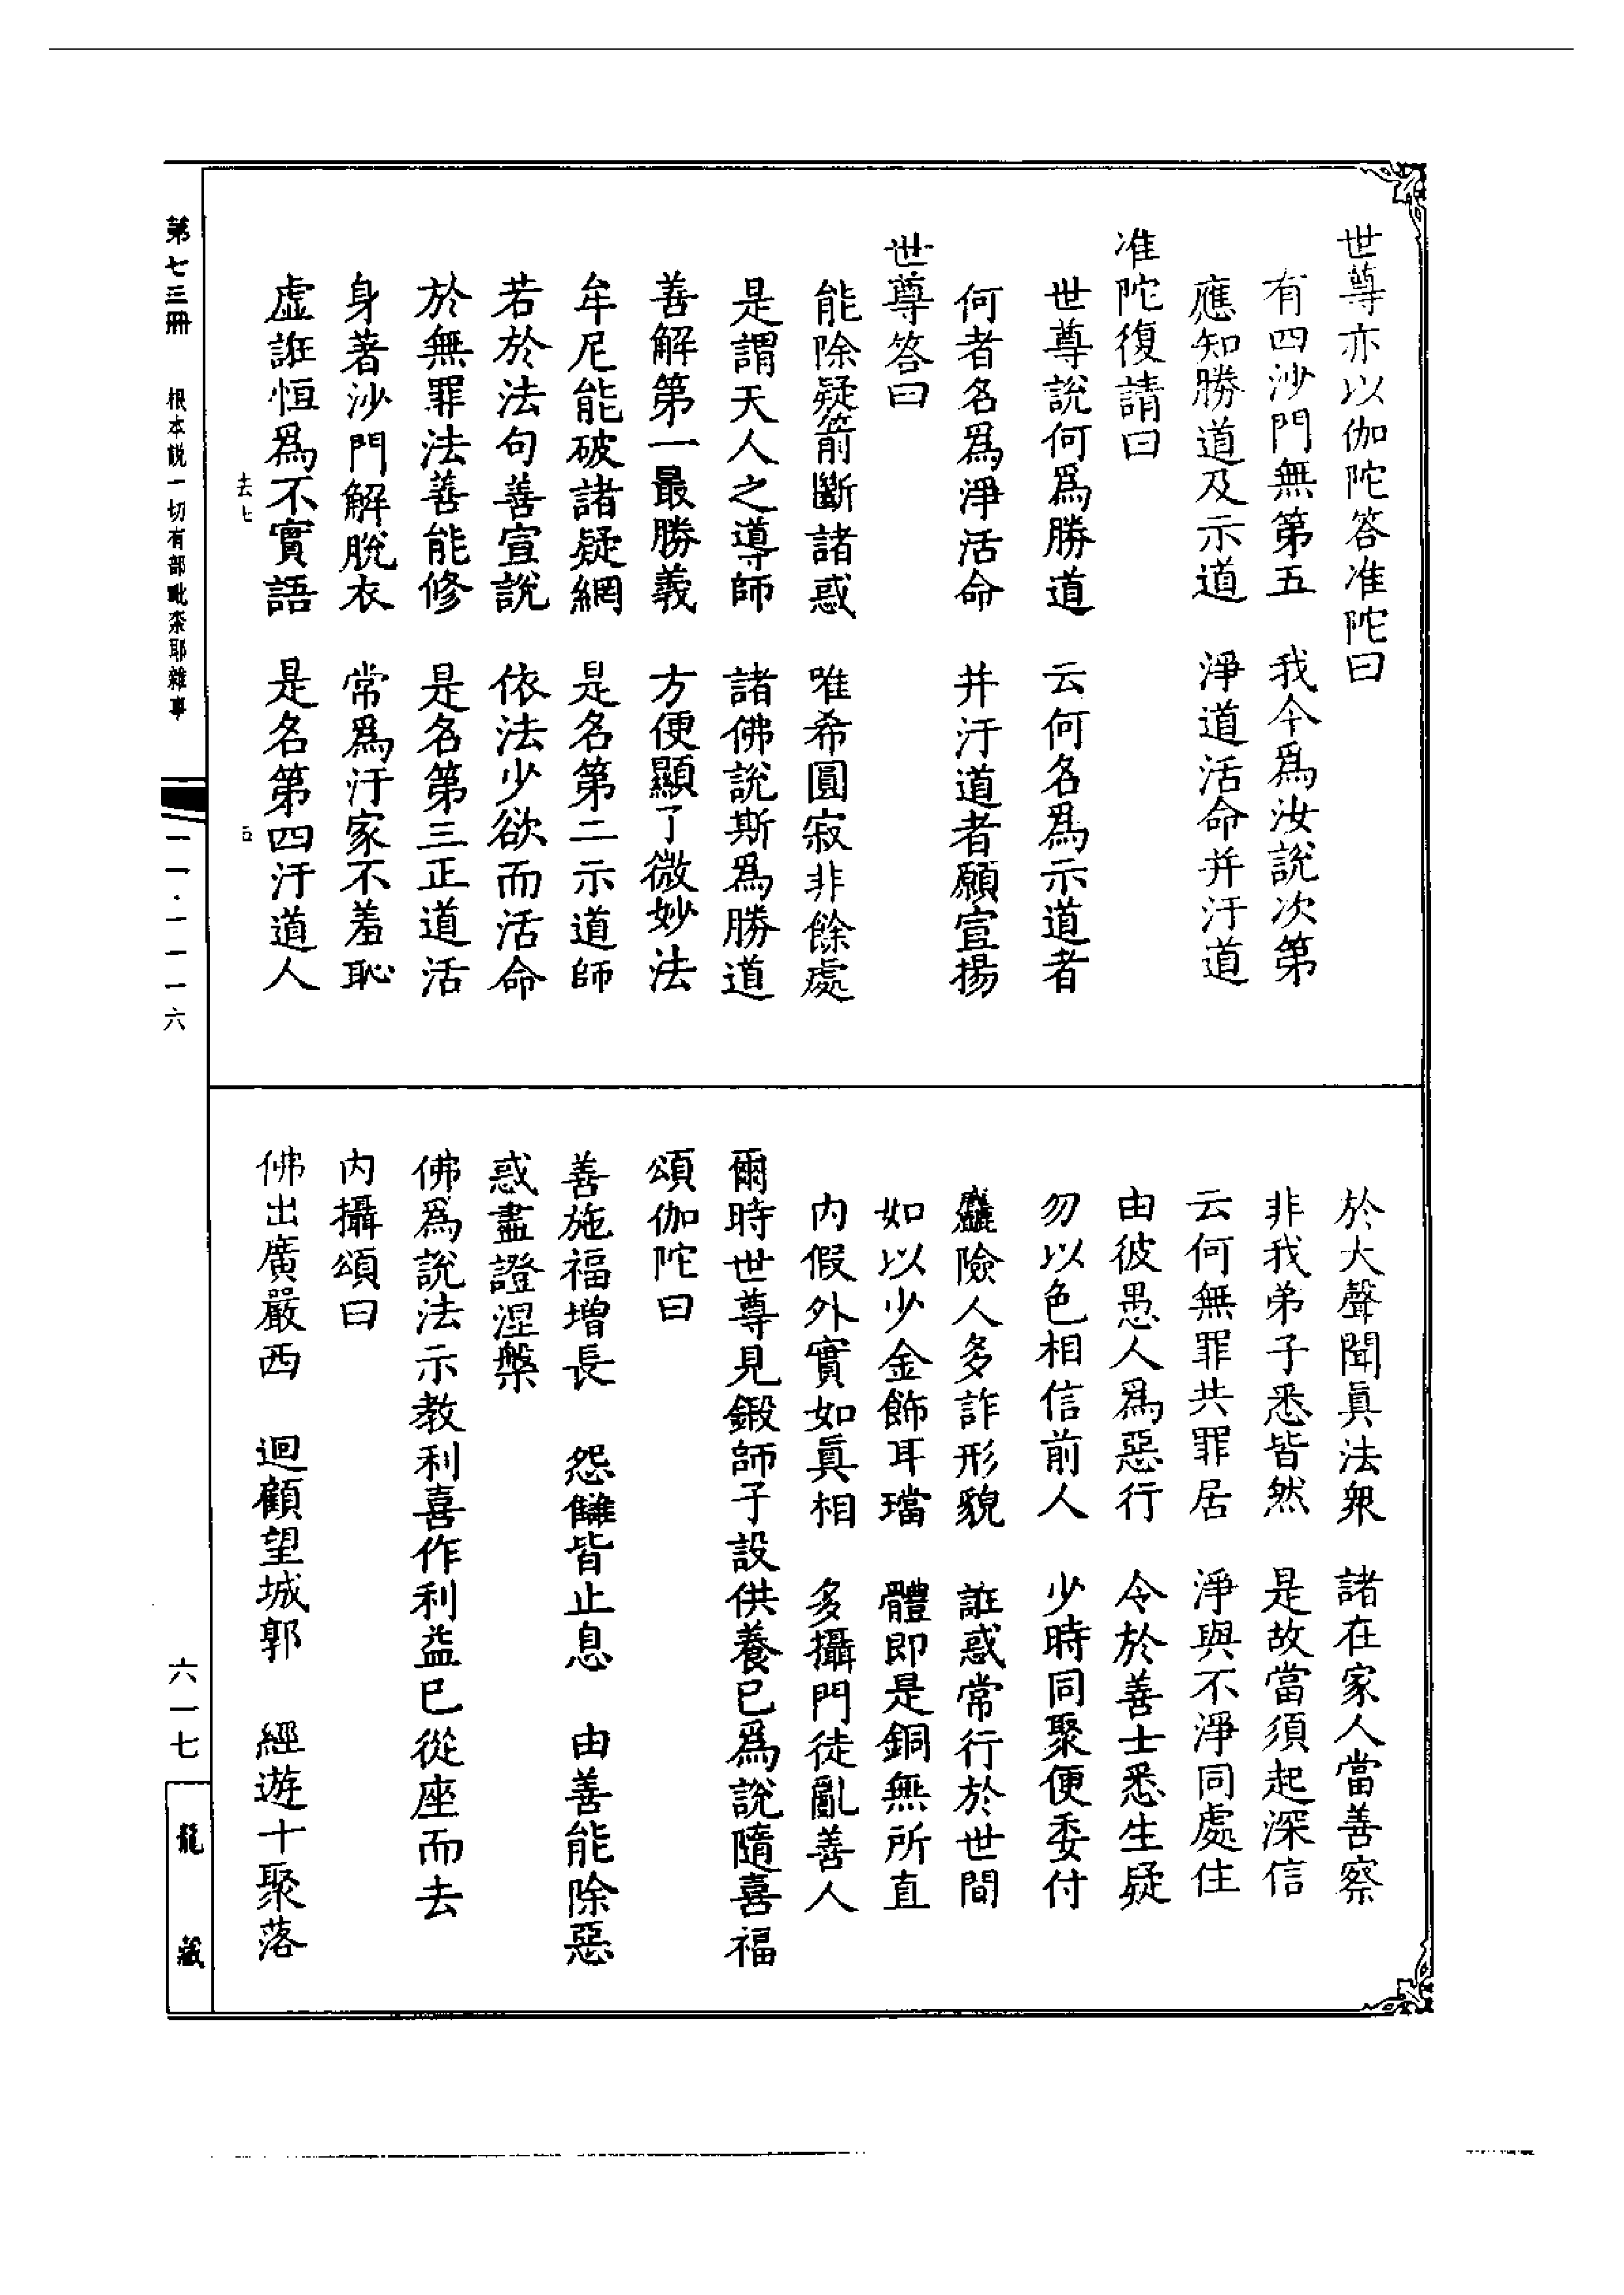 世尊亦以伽陀答准陀曰
有四沙門無第五　我今爲汝說次第
應知勝道及示道　淨道活命并汙道
准陀復請曰
世尊說何爲勝道　云何名爲示道者
何者名爲淨活命　并汙道者願宣揚
世尊答曰
能除疑箭斷諸惑　唯希圓寂非餘處
是謂天人之導師　諸佛說斯爲勝道
善解第一最勝義　方便顯了微妙法
牟尼能破諸疑網　是名第二示道師
若於法句善宣說　依法少欲而活命
於無罪法善能修　是名第三正道活
身著沙門解脫衣　常爲汙家不羞恥
虛誑恒爲不實語　是名第四汙道人
去七　五
於大聲聞眞法衆　諸在家人當善察
非我弟子悉皆然　是故當須起深信
云何無罪共罪居　淨與不淨同處住
由彼愚人爲惡行　令於善士悉生疑
勿以色相信前人　少時同聚便委付
麤險人多詐形貌　誑惑常行於世間
如以少金飾耳璫　體即是銅無所直
内假外實如眞相　多攝門徒亂善人
爾時世尊見鍛師子設供養已爲說隨喜福
頌伽陀曰
善施福增長　怨讎皆止息　由善能除惡
惑盡證涅槃
佛爲說法示教利喜作利益已從座而去
内攝頌曰
佛出廣嚴西　迴顧望城郭　經遊十聚落
第七三冊　根本說一切有部毗柰耶雜事　一一·一一一六　六一七　龍藏